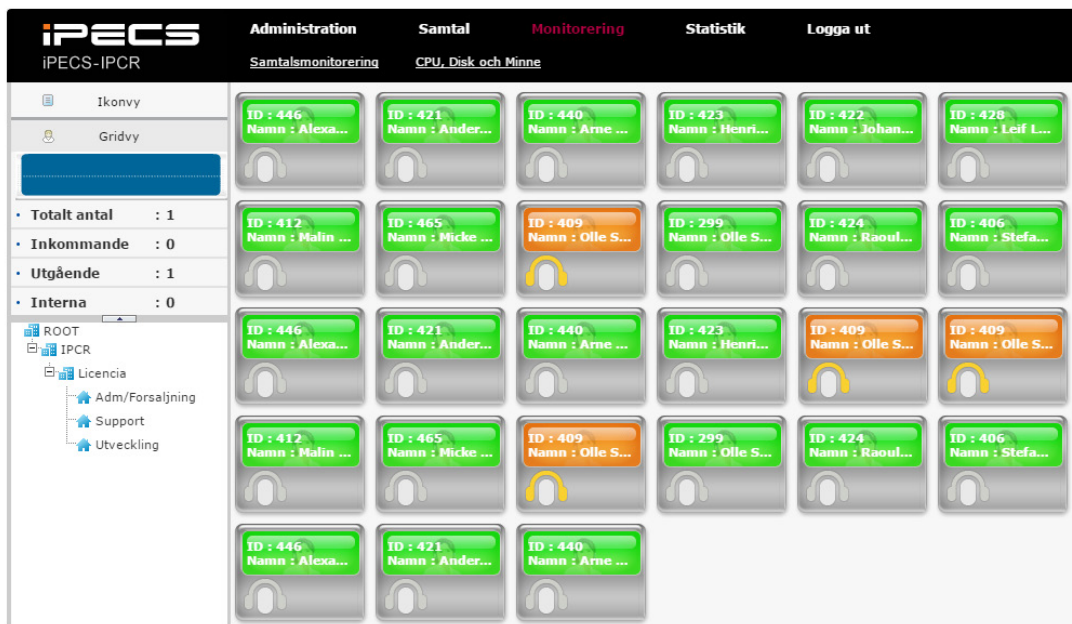 iPECS
iPECS-IPCR
Administration Samtal Monitorering Statistik Logga ut
Samtalsmonitorering CPU, Disk och Minne
Ikonvy
Gridvy
Totalt antal : 1
Inkommande : 0
Utgående : 1
Interna : 0
ROOT
IPCR
Licencia
Adm/Forsaljning
Support
Utveckling
ID : 446 ID : 421 ID : 440 ID : 423 ID : 422 ID : 428
Namn : Alexa... Namn : Ander... Namn : Arne ... Namn : Henri... Namn : Johan... Namn : Leif L...
ID : 412 ID : 465 ID : 409 ID : 299 ID : 424 ID : 406
Namn : Malin ... Namn : Micke ... Namn : Olle S... Namn : Olle S... Namn : Raoul... Namn : Stefa...
ID : 446 ID : 421 ID : 440 ID : 423 ID : 409 ID : 409
Namn : Alexa... Namn : Ander... Namn : Arne ... Namn : Henri... Namn : Olle S... Namn : Olle S...
ID : 412 ID : 465 ID : 409 ID : 299 ID : 424 ID : 406
Namn : Malin ... Namn : Micke ... Namn : Olle S... Namn : Olle S... Namn : Raoul... Namn : Stefa...
ID : 446 ID : 421 ID : 440
Namn : Alexa... Namn : Ander... Namn : Arne ...